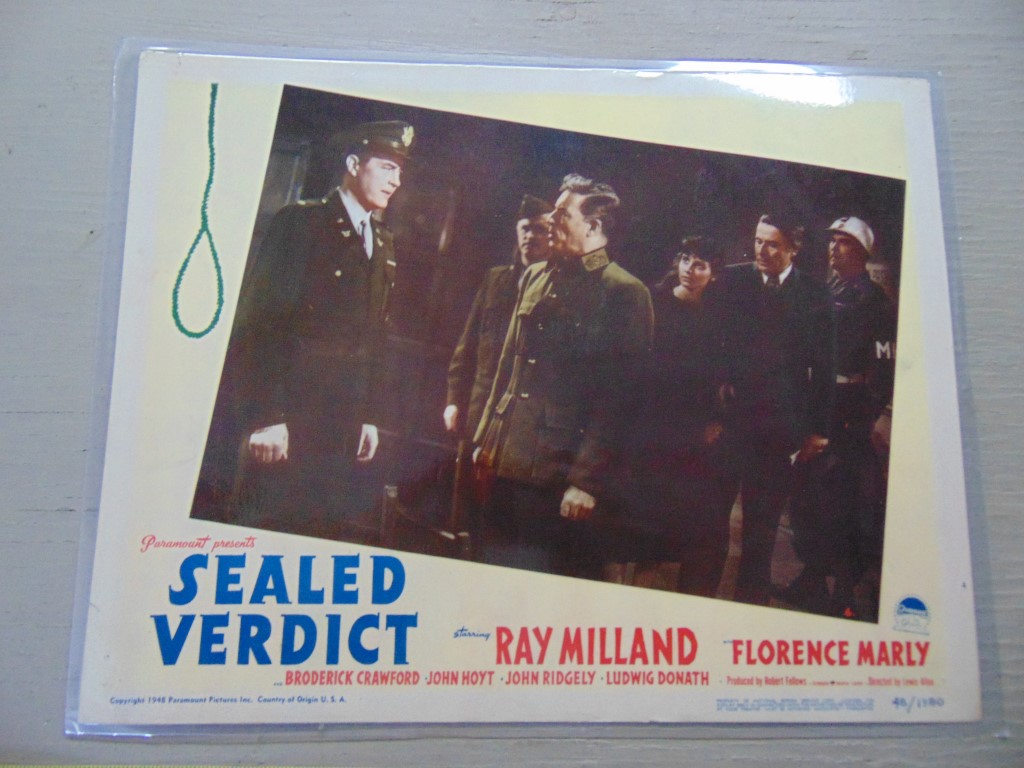 M
Paramount presents
SEALED
VERDICT
starring RAY MILLAND
FLORENCE MARLY
...BRODERICK CRAWFORD · JOHN HOYT · JOHN RIDGELY · LUDWIG DONATH
Produced by Robert Fellows
Directed by Lewis Allen
Copyright 1948 Paramount Pictures Inc. Country of Origin U. S. A.
48/1180